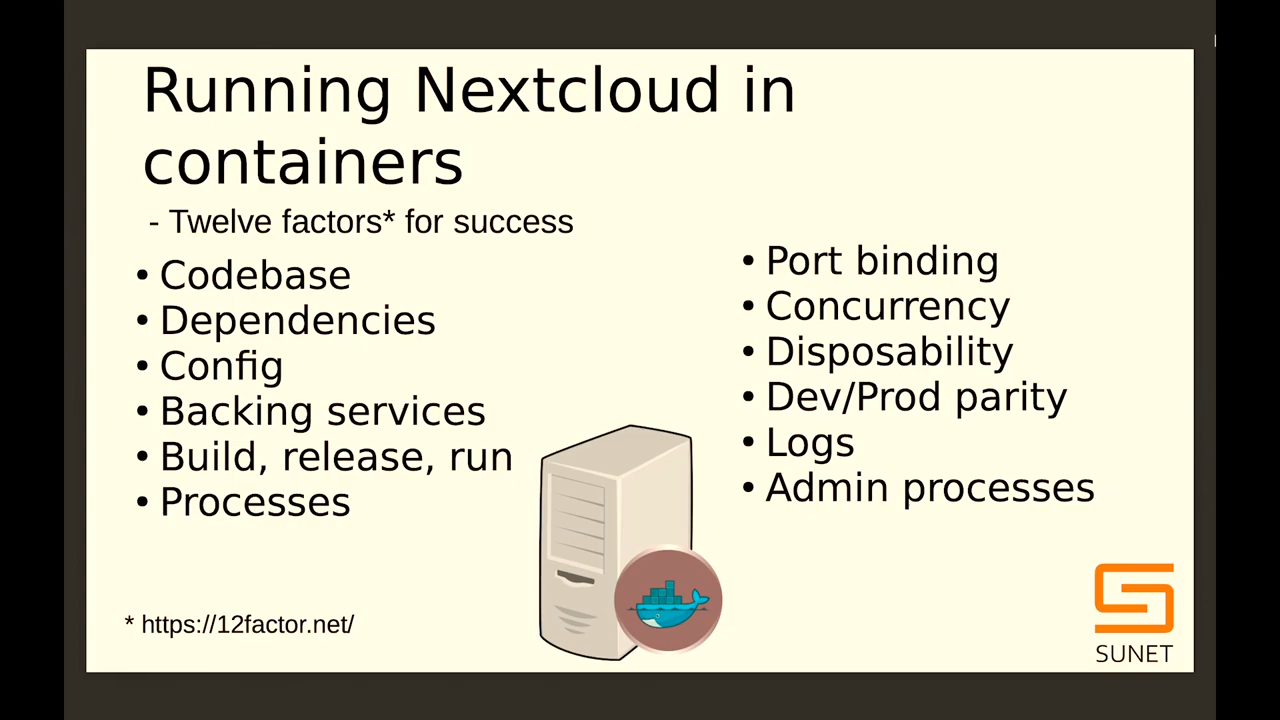 Running Nextcloud in
containers
- Twelve factors* for success
• Codebase
• Dependencies
• Config
• Backing services
• Build, release, run
• Processes
• Port binding
• Concurrency
• Disposability
• Dev/Prod parity
• Logs
• Admin processes
* https://12factor.net/
SUNET